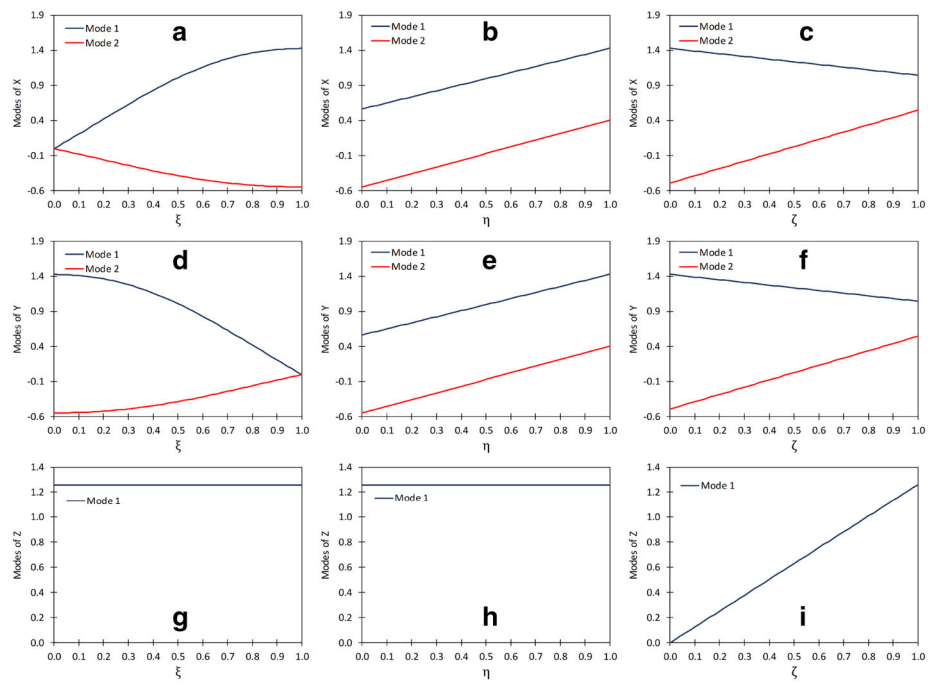 1.9
1.4
0.9
0.4
-0.1
-0.6
Modes of X
Mode 1
Mode 2
a
0.0 0.1 0.2 0.3 0.4 0.5 0.6 0.7 0.8 0.9 1.0
ξ
1.9
1.4
0.9
0.4
-0.1
-0.6
Modes of X
Mode 1
Mode 2
b
0.0 0.1 0.2 0.3 0.4 0.5 0.6 0.7 0.8 0.9 1.0
η
1.9
1.4
0.9
0.4
-0.1
-0.6
Modes of X
Mode 1
Mode 2
c
0.0 0.1 0.2 0.3 0.4 0.5 0.6 0.7 0.8 0.9 1.0
ζ
1.9
1.4
0.9
0.4
-0.1
-0.6
Modes of Y
Mode 1
Mode 2
d
0.0 0.1 0.2 0.3 0.4 0.5 0.6 0.7 0.8 0.9 1.0
ξ
1.9
1.4
0.9
0.4
-0.1
-0.6
Modes of Y
Mode 1
Mode 2
e
0.0 0.1 0.2 0.3 0.4 0.5 0.6 0.7 0.8 0.9 1.0
η
1.9
1.4
0.9
0.4
-0.1
-0.6
Modes of Y
Mode 1
Mode 2
f
0.0 0.1 0.2 0.3 0.4 0.5 0.6 0.7 0.8 0.9 1.0
ζ
1.4
1.2
1.0
0.8
0.6
0.4
0.2
0.0
Modes of Z
Mode 1
g
0.0 0.1 0.2 0.3 0.4 0.5 0.6 0.7 0.8 0.9 1.0
ξ
1.4
1.2
1.0
0.8
0.6
0.4
0.2
0.0
Modes of Z
Mode 1
h
0.0 0.1 0.2 0.3 0.4 0.5 0.6 0.7 0.8 0.9 1.0
η
1.4
1.2
1.0
0.8
0.6
0.4
0.2
0.0
Modes of Z
Mode 1
i
0.0 0.1 0.2 0.3 0.4 0.5 0.6 0.7 0.8 0.9 1.0
ζ